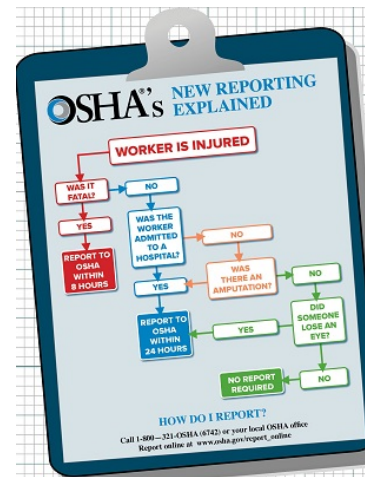 OSHA®'s NEW REPORTING
EXPLAINED
WORKER IS INJURED
WAS IT
FATAL?
NO
YES
REPORT TO
OSHA
WITHIN
8 HOURS
WAS THE
WORKER
ADMITTED
TO A
HOSPITAL?
NO
YES
WAS
THERE AN
AMPUTATION?
NO
REPORT TO
OSHA
WITHIN
24 HOURS
DID
SOMEONE
LOSE AN
EYE?
YES
NO
NO REPORT
REQUIRED
HOW DO I REPORT?
Call 1-800—321-OSHA (6742) or your local OSHA office
Report online at www.osha.gov/report_online